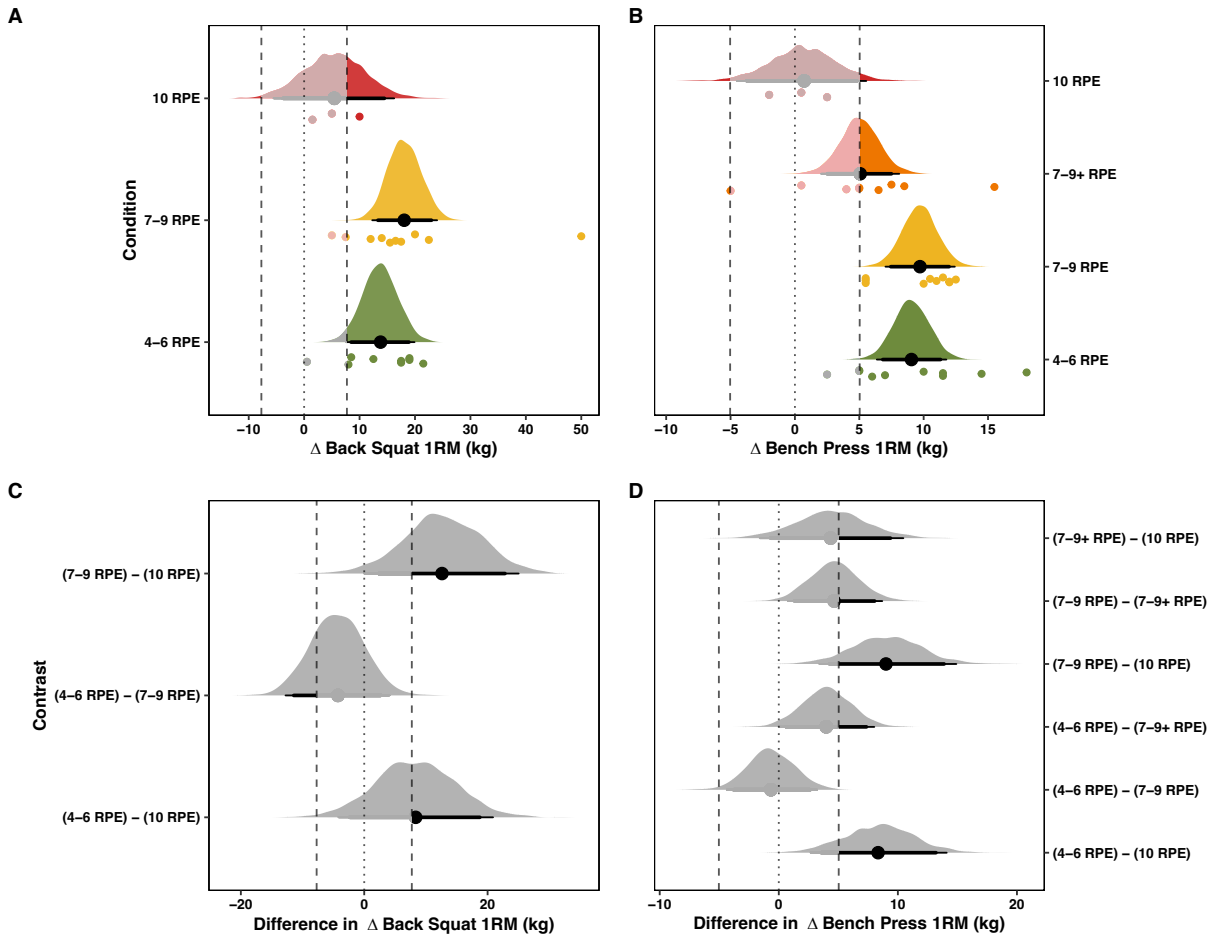 A
10 RPE
7–9 RPE
4–6 RPE
Condition
−10 0 10 20 30 40 50
Δ Back Squat 1RM (kg)
B
10 RPE
7–9+ RPE
7–9 RPE
4–6 RPE
−10 −5 0 5 10 15
Δ Bench Press 1RM (kg)
C
(7–9 RPE) − (10 RPE)
(4–6 RPE) − (7–9 RPE)
(4–6 RPE) − (10 RPE)
Contrast
−20 0 20
Difference in Δ Back Squat 1RM (kg)
D
(7–9+ RPE) − (10 RPE)
(7–9 RPE) − (7–9+ RPE)
(7–9 RPE) − (10 RPE)
(4–6 RPE) − (7–9+ RPE)
(4–6 RPE) − (7–9 RPE)
(4–6 RPE) − (10 RPE)
−10 0 10 20
Difference in Δ Bench Press 1RM (kg)